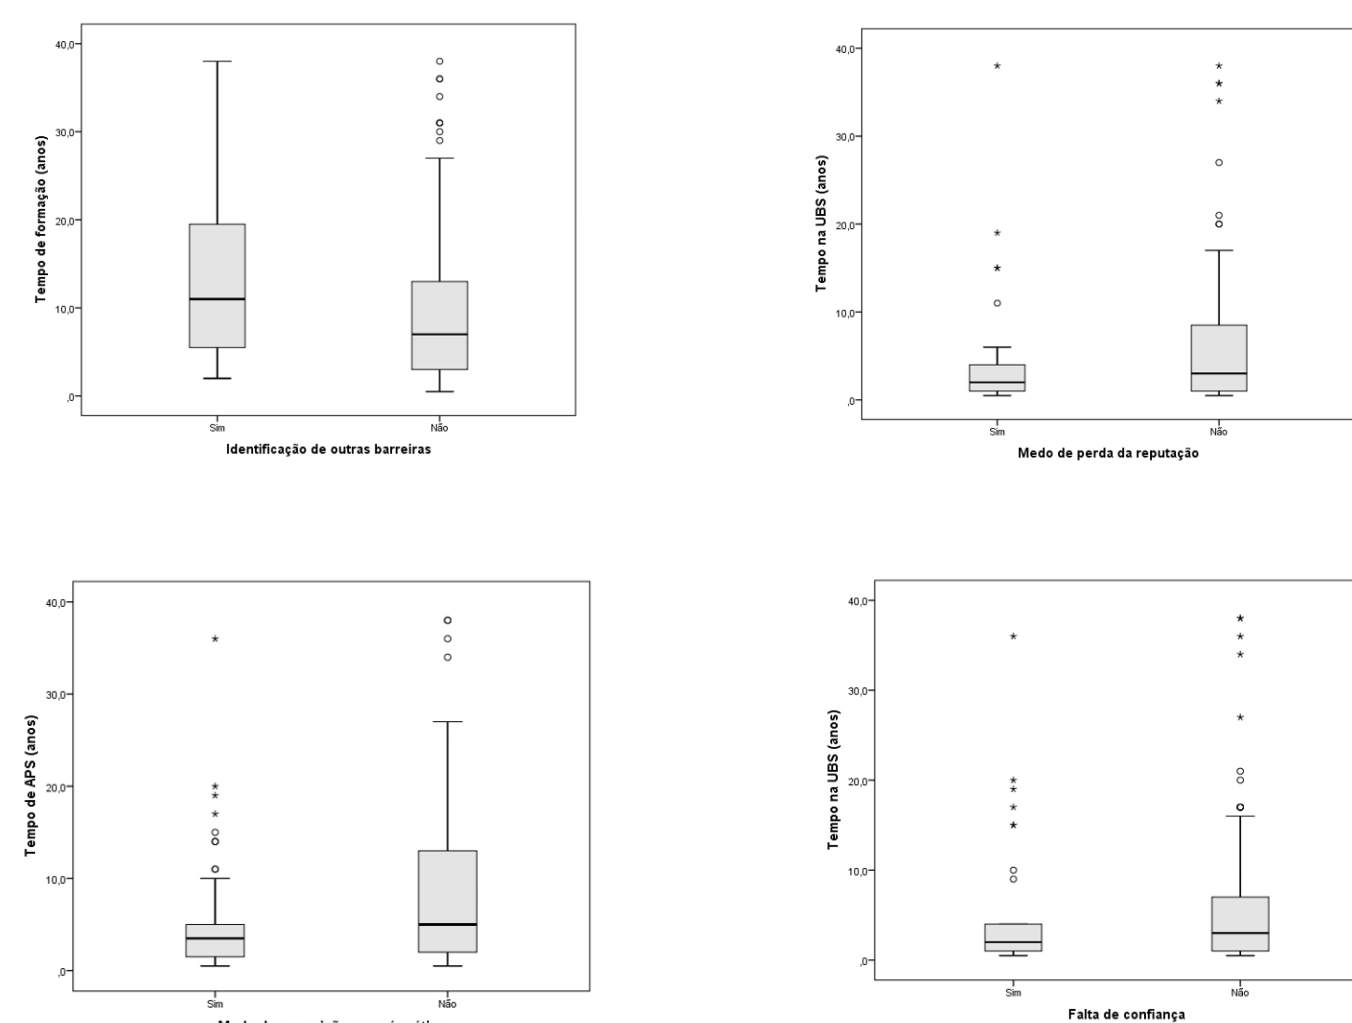 Tempo de formação (anos)
40,0
30,0
20,0
10,0
,0
Sim Não
Identificação de outras barreiras
Tempo na UBS (anos)
40,0
30,0
20,0
10,0
,0
Sim Não
Medo de perda da reputação
Tempo de APS (anos)
40,0
30,0
20,0
10,0
,0
Sim Não
Tempo na UBS (anos)
40,0
30,0
20,0
10,0
,0
Sim Não
Falta de confiança